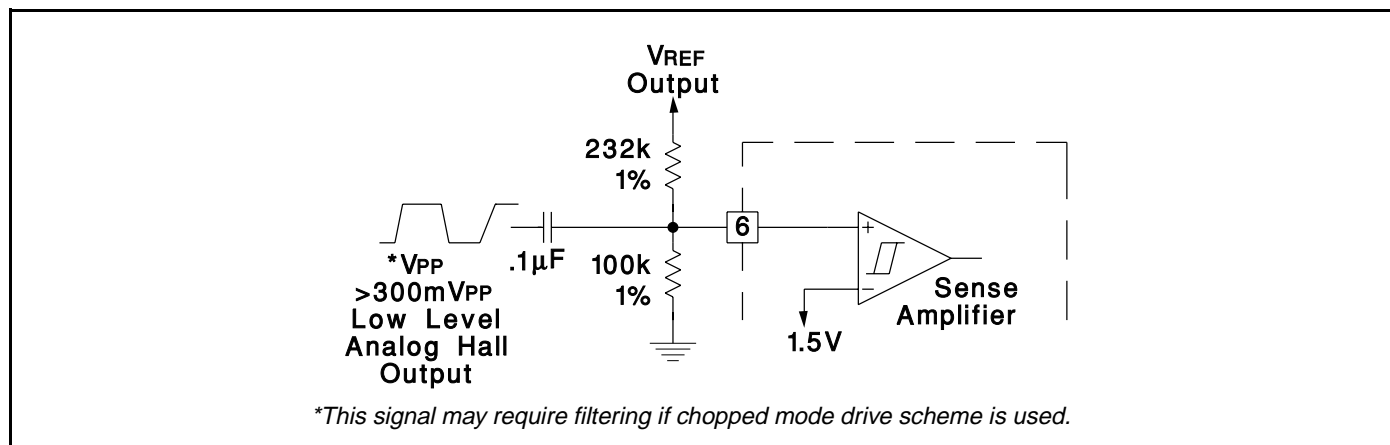 VREF
Output
232k
1%
6
+
*VPP
>300mVPP
Low Level
Analog Hall
Output
.1µF
100k
1%
−
1.5V
Sense
Amplifier
*This signal may require filtering if chopped mode drive scheme is used.